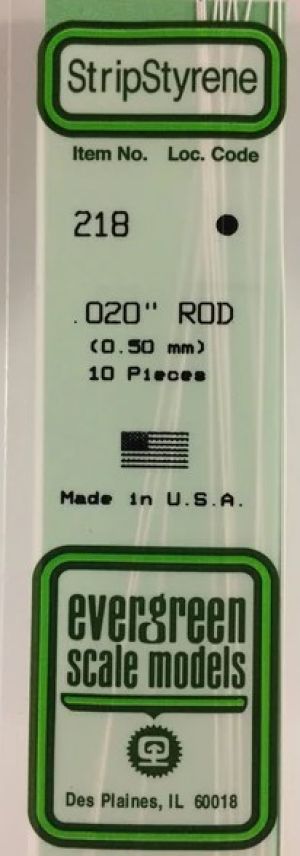 StripStyrene
Item No. Loc. Code
218
.020" ROD
(0.50 mm)
10 Pieces
Made in U.S.A.
evergreen
scale models
Des Plaines, IL 60018